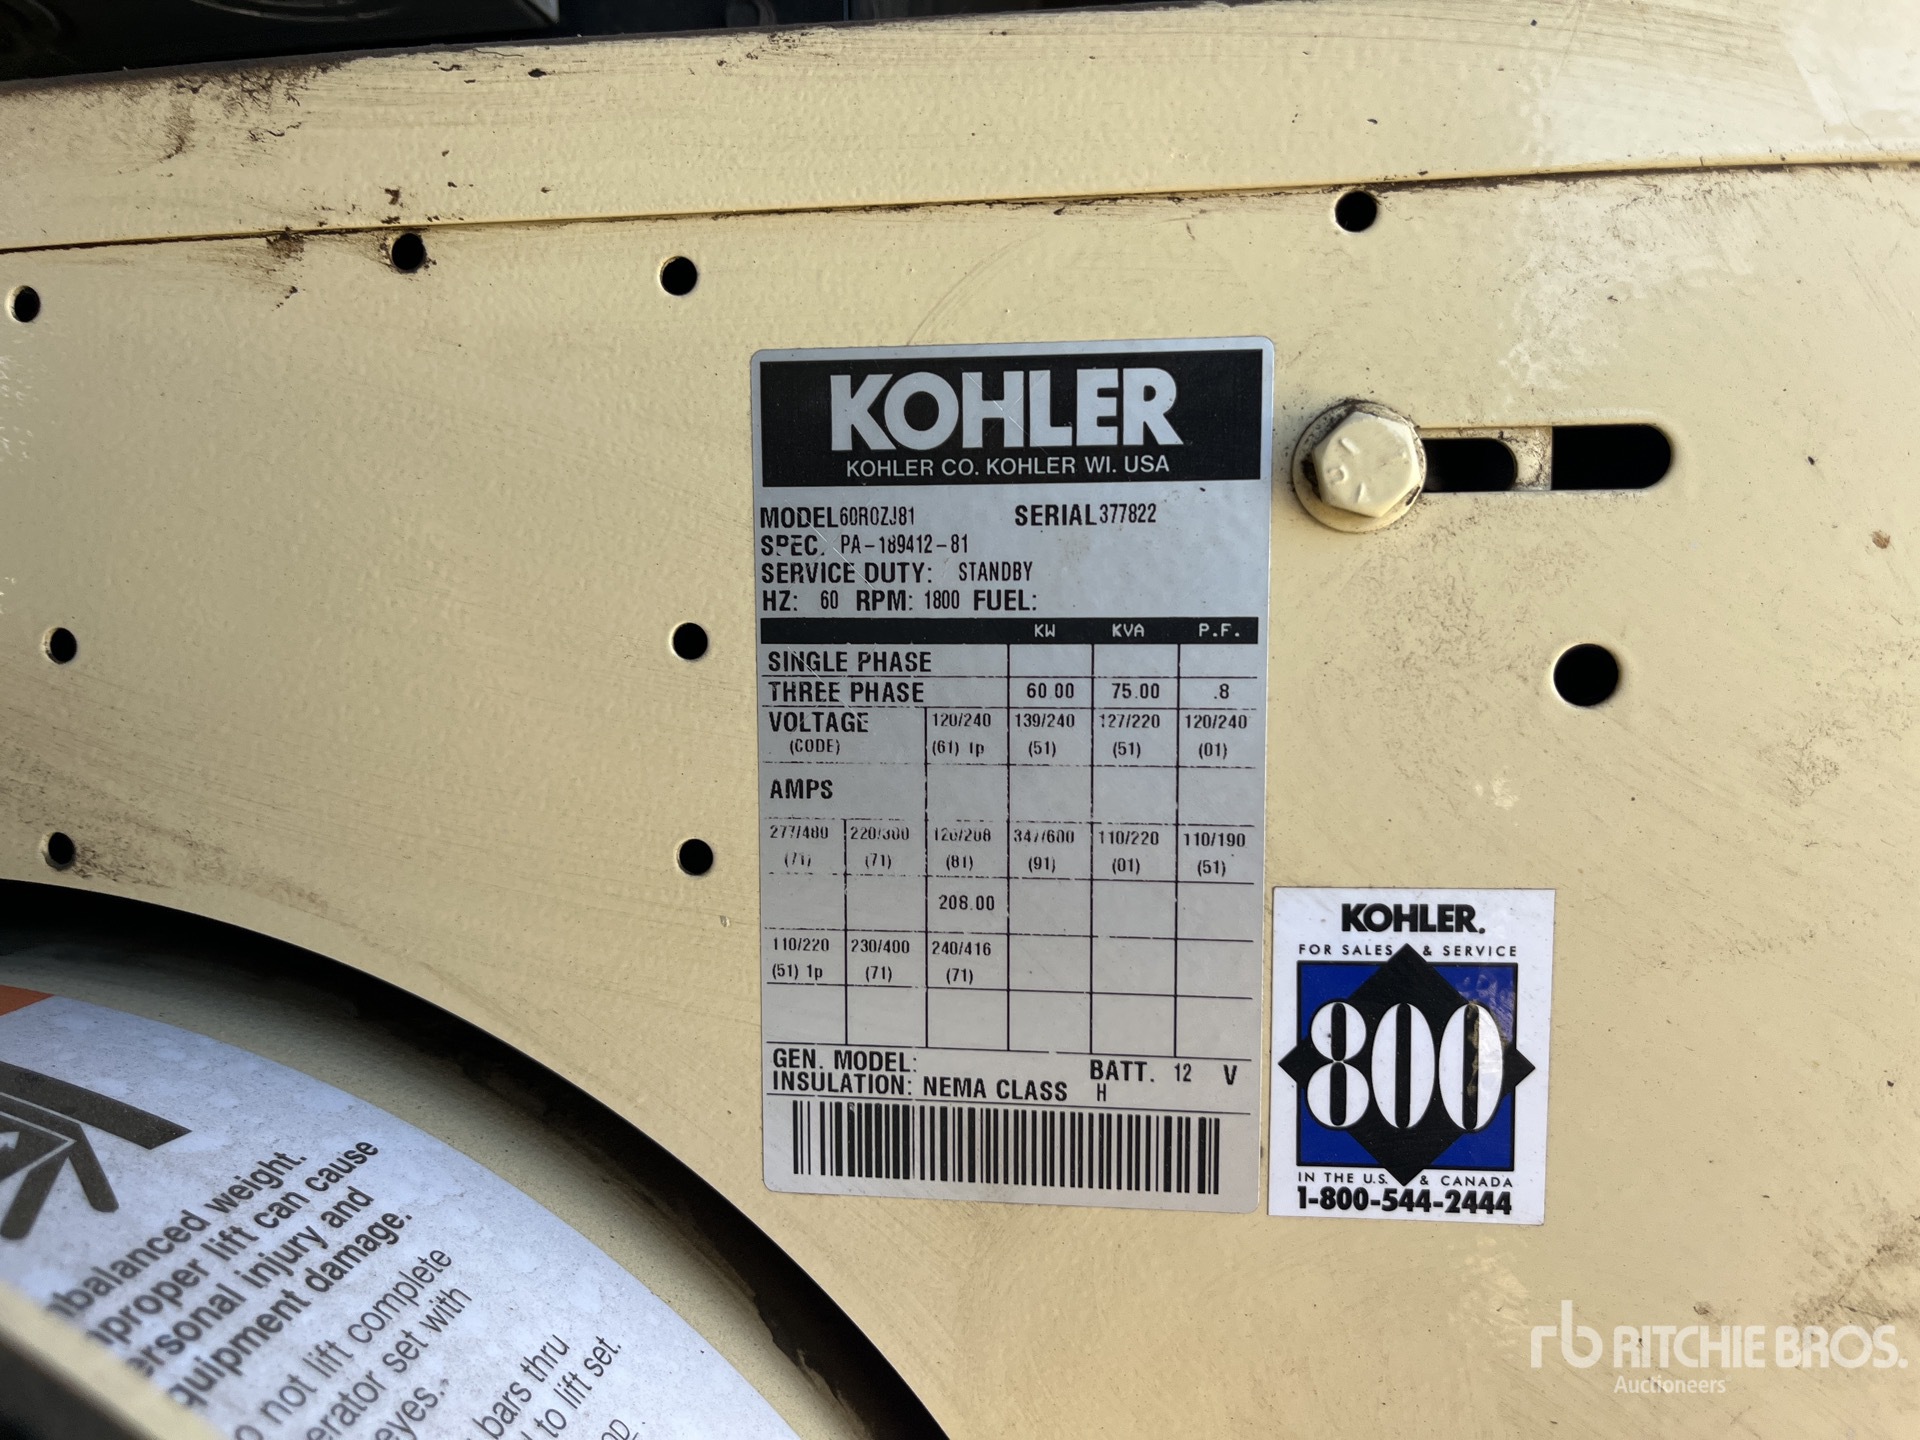 KOHLER
KOHLER CO. KOHLER WI. USA
MODEL 60ROZJ81 SERIAL 377822
SPEC. PA-189412-81
SERVICE DUTY: STANDBY
HZ: 60 RPM: 1800 FUEL:
KW KVA P.F.
SINGLE PHASE
THREE PHASE 60.00 75.00 .8
VOLTAGE 120/240 139/240 127/220 120/240
(CODE) (61) 1p (51) (51) (01)
AMPS
277/480 220/380 120/208 347/600 110/220 110/190
(71) (71) (81) (91) (01) (51)
208.00
110/220 230/400 240/416
(51) 1p (71) (71)
GEN. MODEL: BATT. 12 V
INSULATION: NEMA CLASS H
KOHLER.
FOR SALES & SERVICE
800
IN THE U.S. & CANADA
1-800-544-2444
weight.
lift can cause
injury and
damage.
not lift complete
set with
eyes.
bars thru
to lift set.
rb RITCHIE BROS.
Auctioneers